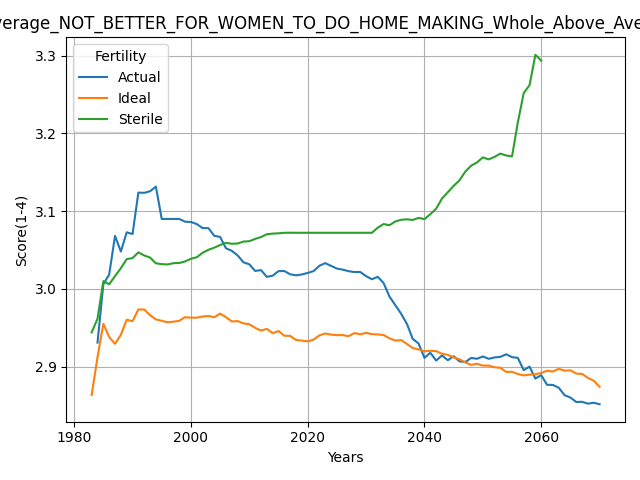 verage_NOT_BETTER_FOR_WOMEN_TO_DO_HOME_MAKING_Whole_Above_Ave
Fertility
Actual
Ideal
Sterile
Score(1-4)
3.3
3.2
3.1
3.0
2.9
1980 2000 2020 2040 2060
Years